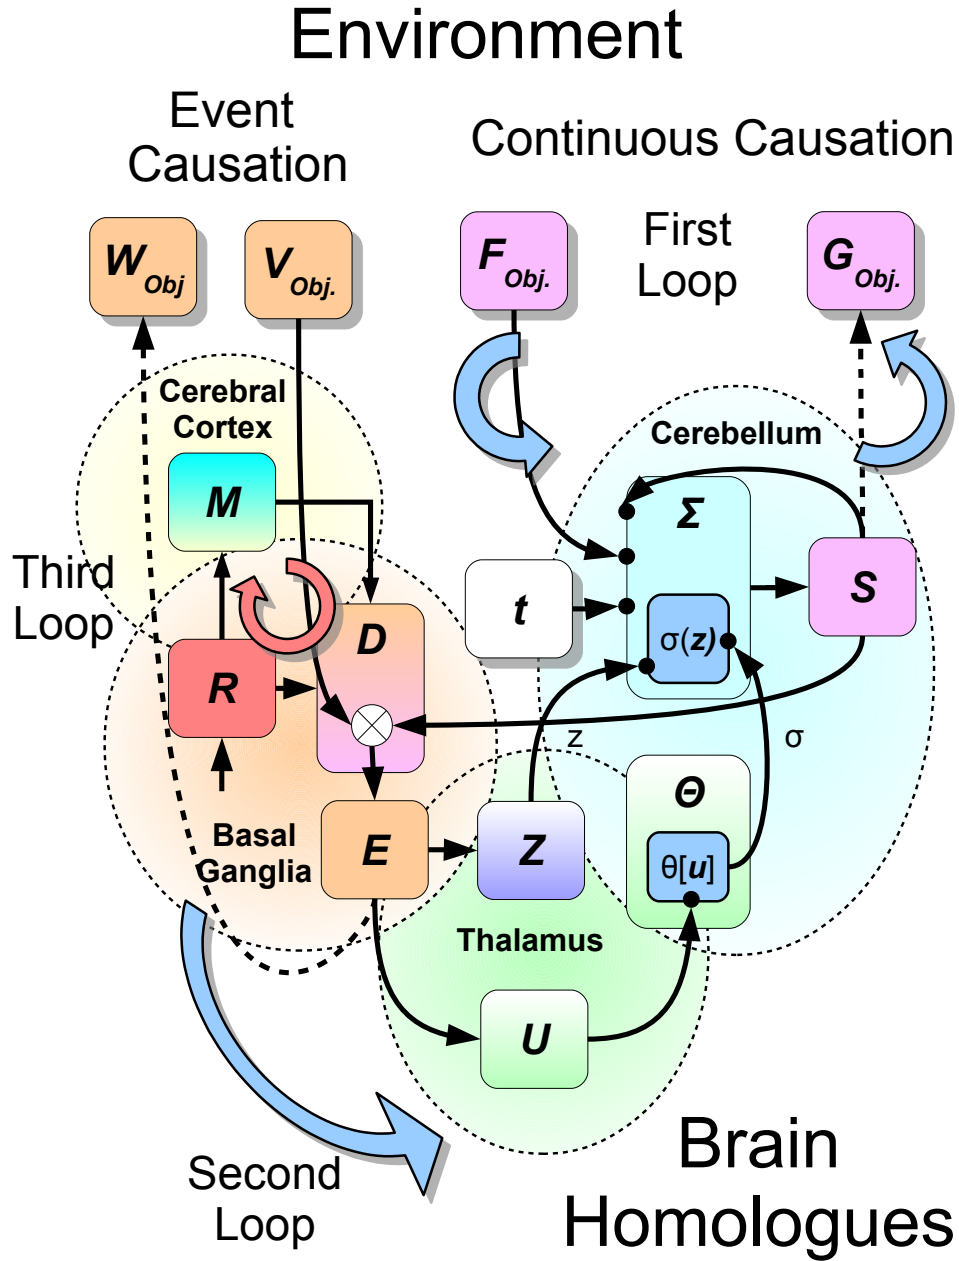 Environment
Event
Causation
Continuous Causation
W Obj
V Obj.
F Obj.
First
Loop
G Obj.
Cerebral
Cortex
Cerebellum
M
Σ
Third
Loop
t
S
D
σ(z)
R
z
σ
Θ
Basal
Ganglia
E
Z
θ[u]
Thalamus
U
Second
Loop
Brain
Homologues